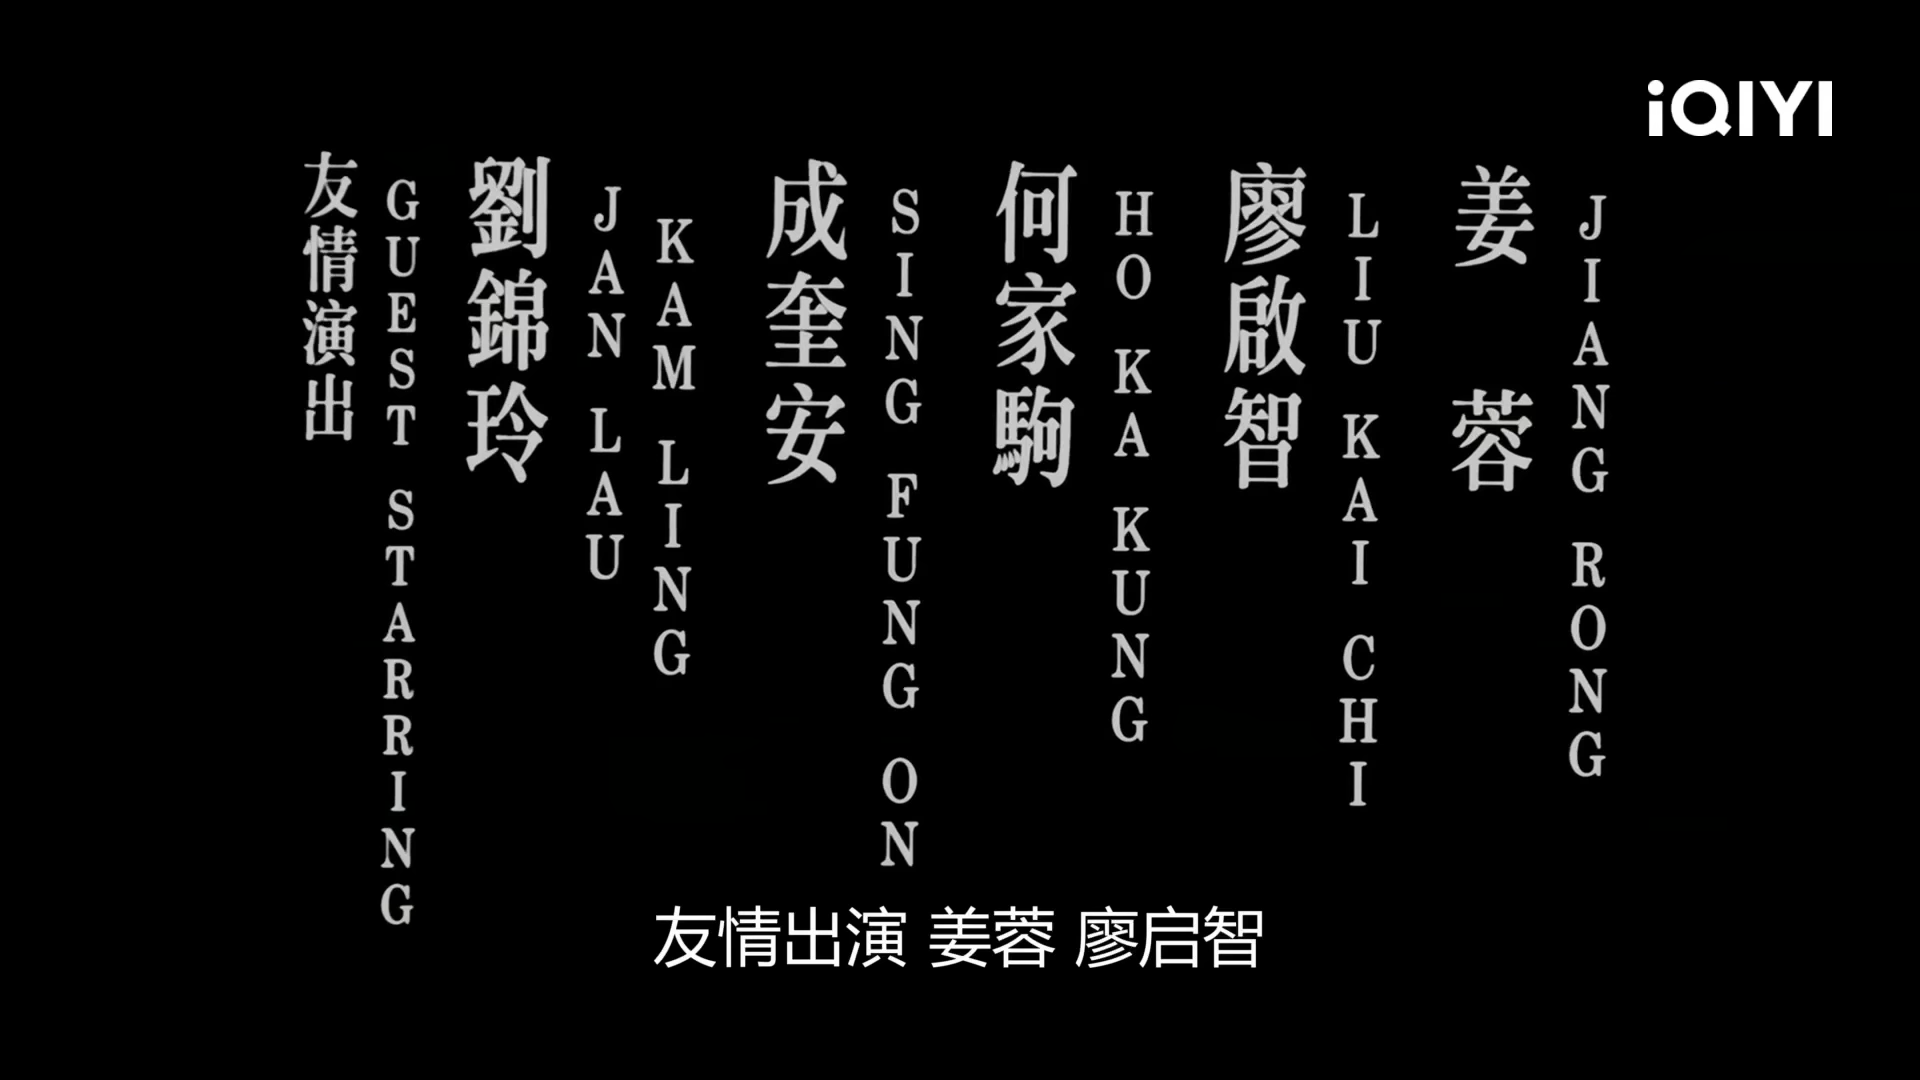 iQIYI
姜蓉
JIANG RONG
廖啟智
LIU KAI CHI
何家駒
HO KA KUNG
成奎安
SING FUNG ON
劉錦玲
JAN LAU
KAM LING
友情演出
GUEST STARRING
友情出演 姜蓉 廖启智